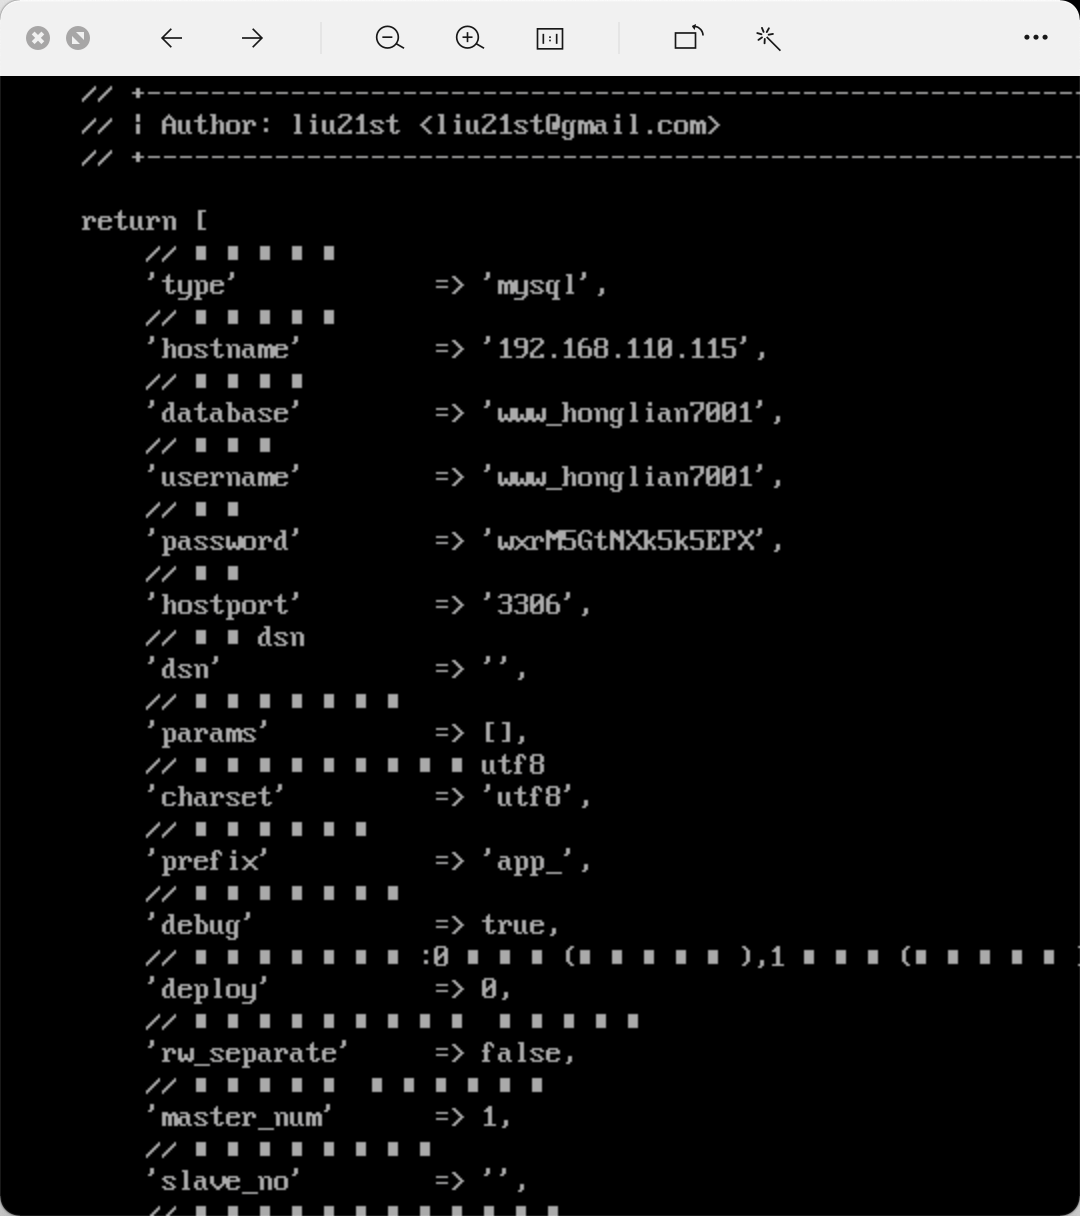 // +----------------------------------------------------------
// | Author: liu21st <liu21st@gmail.com>
// +----------------------------------------------------------
return [
// ■ ■ ■ ■ ■
'type' => 'mysql',
// ■ ■ ■ ■ ■
'hostname' => '192.168.110.115',
// ■ ■ ■ ■
'database' => 'www_honglian7001',
// ■ ■ ■
'username' => 'www_honglian7001',
// ■ ■
'password' => 'wxrM5GtNXk5k5EPX',
// ■ ■
'hostport' => '3306',
// ■ ■ dsn
'dsn' => '',
// ■ ■ ■ ■ ■ ■ ■
'params' => [],
// ■ ■ ■ ■ ■ ■ ■ ■ ■ utf8
'charset' => 'utf8',
// ■ ■ ■ ■ ■ ■
'prefix' => 'app_',
// ■ ■ ■ ■ ■ ■ ■
'debug' => true,
// ■ ■ ■ ■ ■ ■ ■ :0 ■ ■ ■ (■ ■ ■ ■ ■ ),1 ■ ■ ■ (■ ■ ■ ■ ■ )
'deploy' => 0,
// ■ ■ ■ ■ ■ ■ ■ ■ ■ ■ ■ ■ ■ ■
'rw_separate' => false,
// ■ ■ ■ ■ ■ ■ ■ ■ ■ ■ ■
'master_num' => 1,
// ■ ■ ■ ■ ■ ■ ■ ■
'slave_no' => '',
// ■ ■ ■ ■ ■ ■ ■ ■ ■ ■ ■ ■